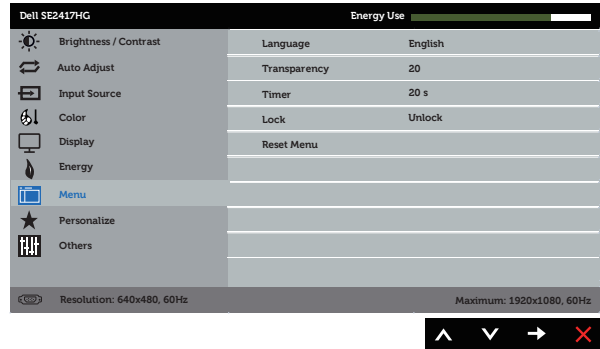 Dell SE2417HG Energy Use
Brightness / Contrast Language English
Auto Adjust Transparency 20
Input Source Timer 20 s
Color Lock Unlock
Display Reset Menu
Energy
Menu
Personalize
Others
Resolution: 640x480, 60Hz Maximum: 1920x1080, 60Hz